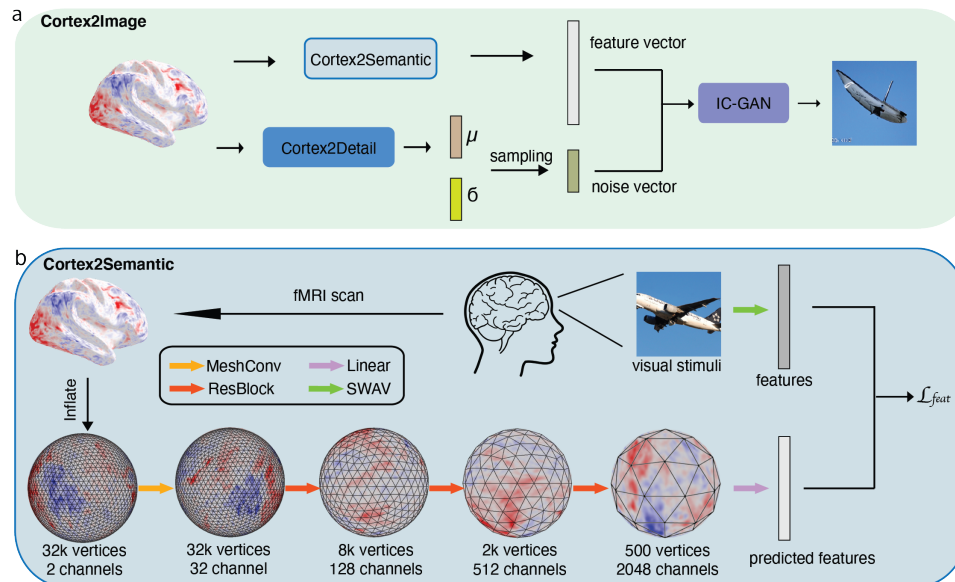 a
Cortex2Image
Cortex2Semantic
feature vector
IC-GAN
Cortex2Detail
μ
sampling
б
noise vector
b
Cortex2Semantic
fMRI scan
MeshConv
Linear
ResBlock
SWAV
visual stimuli
features
Inflate
ℒfeat
32k vertices
2 channels
32k vertices
32 channel
8k vertices
128 channels
2k vertices
512 channels
500 vertices
2048 channels
predicted features